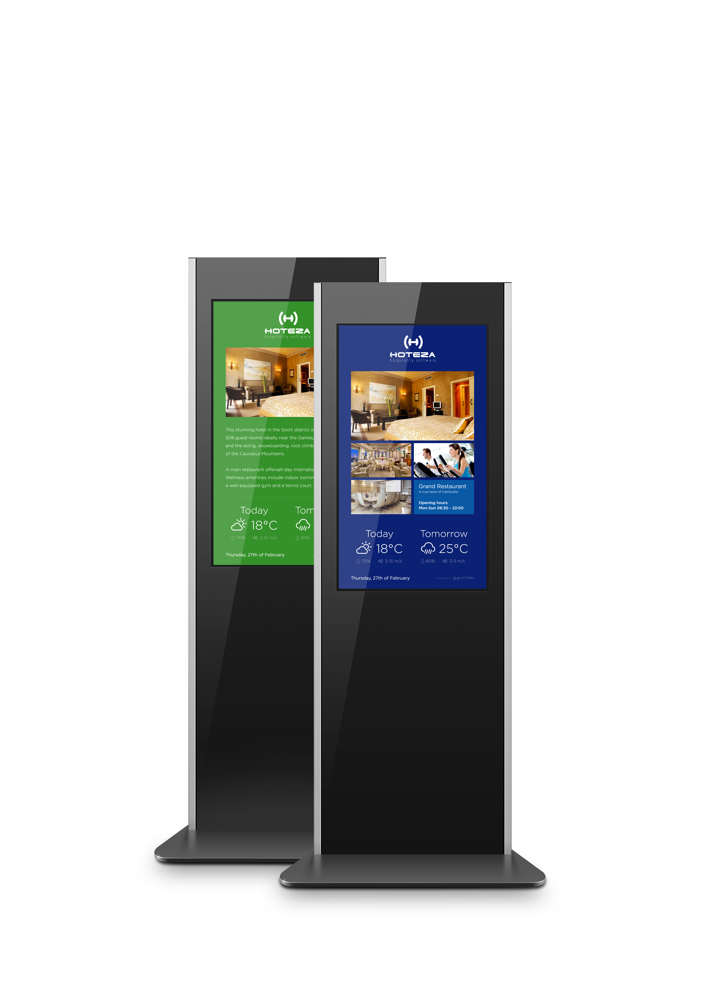 HOTEZA
hospitality software
This stunning hotel in the Sochi district o
508 guest rooms ideally near the Games,
and the skiing, snowboarding, rock climb
of the Caucasus Mountains.
A main restaurant offersall-day internatio
Wellness amenities include indoor swimm
a well-equipped gym and a tennis court.
Today
18°C
70%
3-15 m/s
Tom
60%
Thursday, 27th of February
HOTEZA
hospitality software
Grand Restaurant
A true taste of Cambodia
Opening hours:
Mon-Sun 06:30 - 22:00
Today
18°C
70%
3-15 m/s
Tomorrow
25°C
60%
3-5 m/s
Thursday, 27th of February
powered by HOTEZA